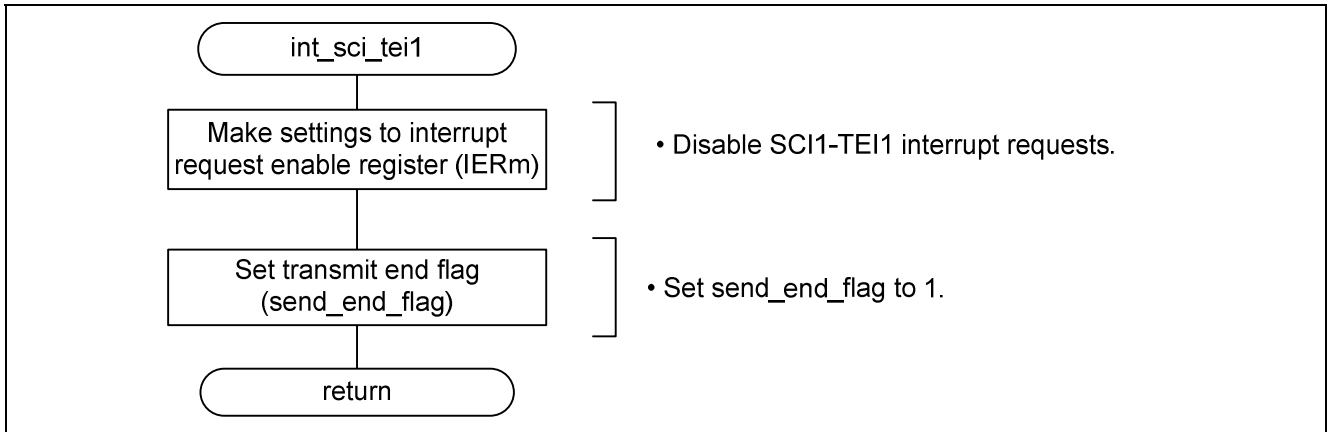 int_sci_tei1
Make settings to interrupt
request enable register (IERm)
• Disable SCI1-TEI1 interrupt requests.
Set transmit end flag
(send_end_flag)
• Set send_end_flag to 1.
return